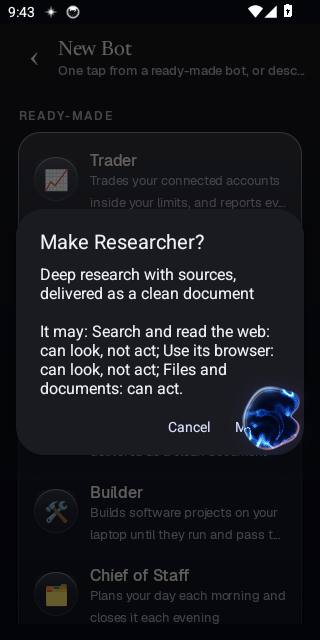 9:43
New Bot
One tap from a ready-made bot, or desc...
READY-MADE
Trader
Trades your connected accounts
inside your limits, and reports ev...
Make Researcher?
Deep research with sources,
delivered as a clean document
It may: Search and read the web:
can look, not act; Use its browser:
can look, not act; Files and
documents: can act.
Cancel
Builder
Builds software projects on your
laptop until they run and pass t...
Chief of Staff
Plans your day each morning and
closes it each evening